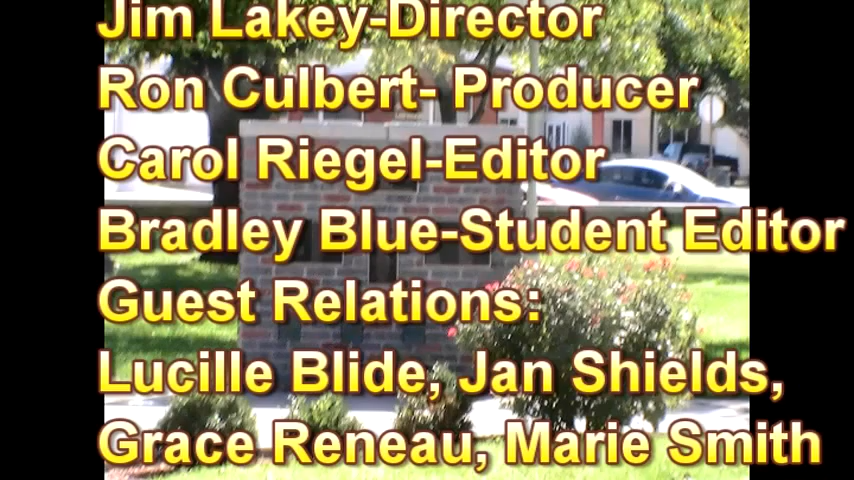 Jim Lakey-Director
Ron Culbert- Producer
Carol Riegel-Editor
Bradley Blue-Student Editor
Guest Relations:
Lucille Blide, Jan Shields,
Grace Reneau, Marie Smith